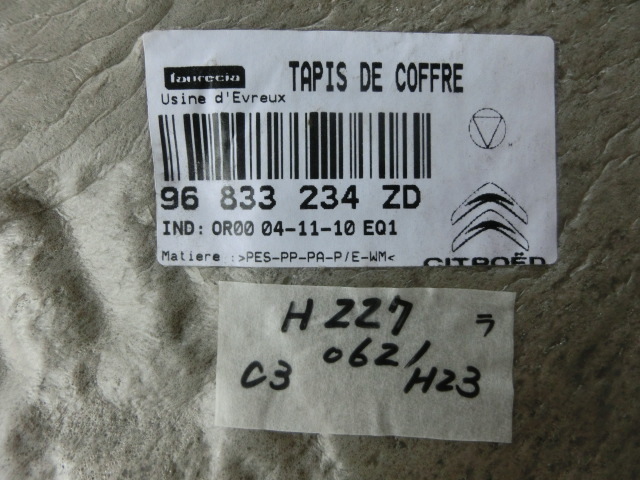 faurecia TAPIS DE COFFRE
Usine d'Evreux
96 833 234 ZD
IND: OR00 04-11-10 EQ1
Matiere :>PES-PP-PA-P/E-WM<
CITROËN
H227 ラ
C3 062/H23